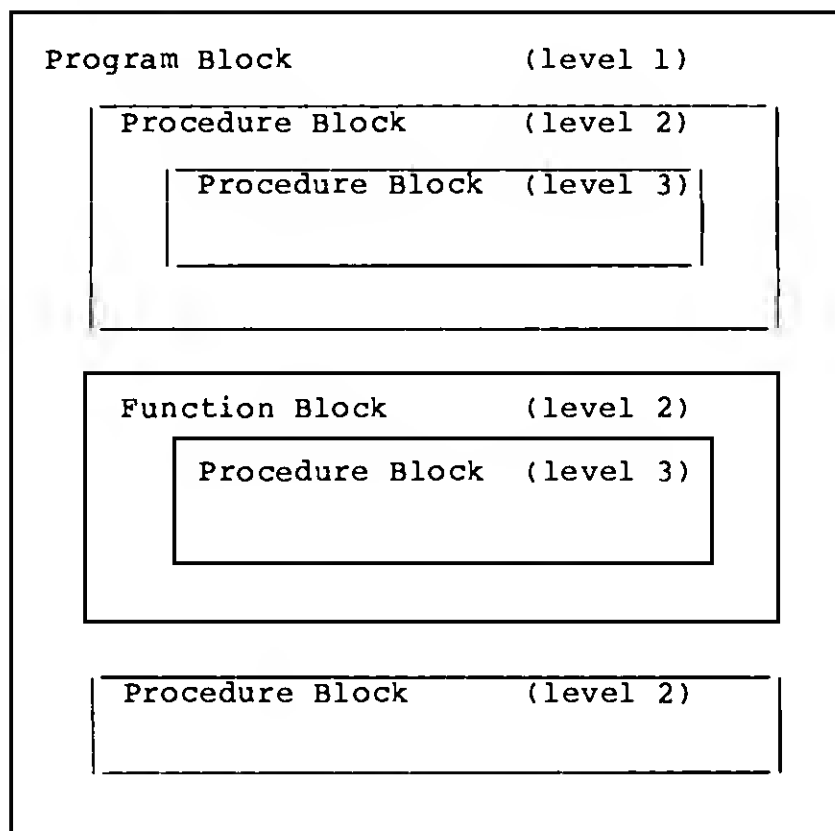 Program Block (level 1)
Procedure Block (level 2)
Procedure Block (level 3)
Function Block (level 2)
Procedure Block (level 3)
Procedure Block (level 2)